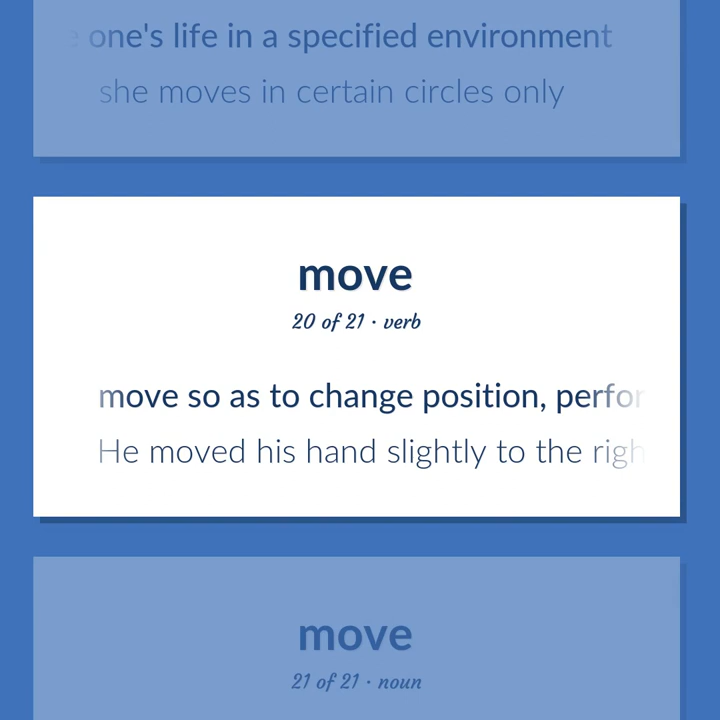 one's life in a specified environment
she moves in certain circles only
move
20 of 21 · verb
move so as to change position, perfor
He moved his hand slightly to the righ
move
21 of 21 · noun